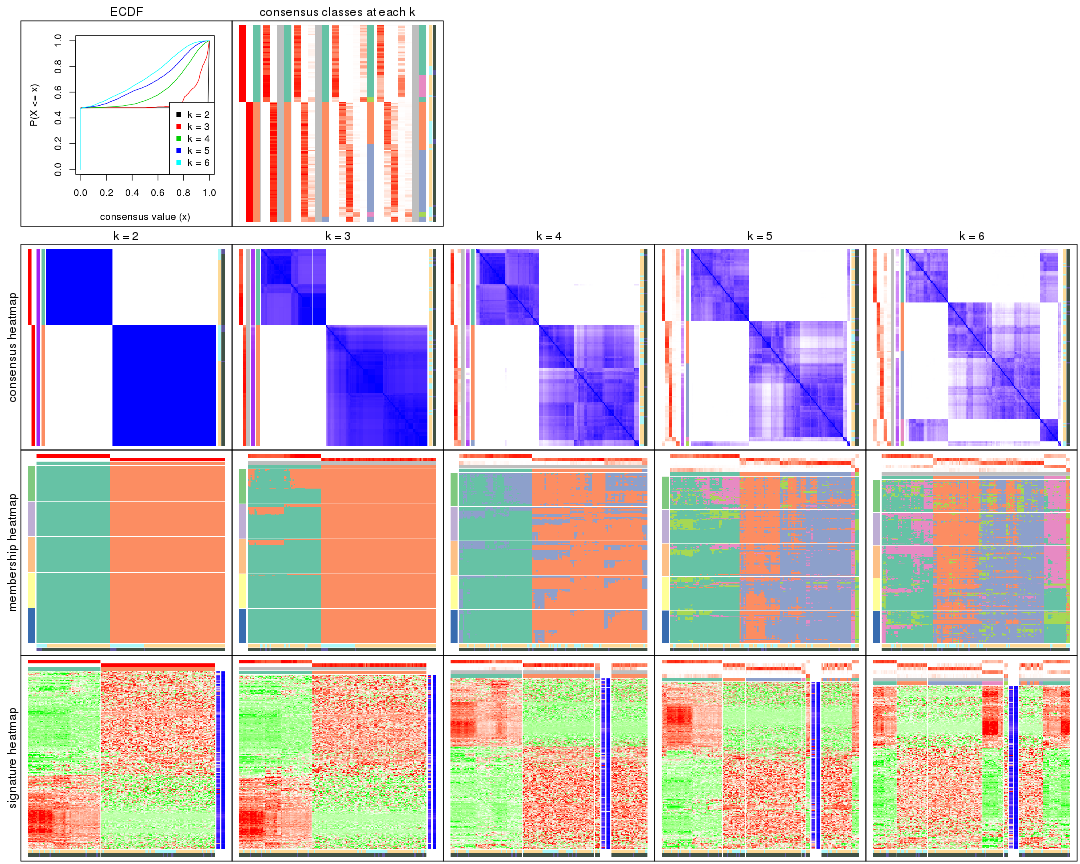 ECDF
consensus classes at each k
P(X <= x)
0.0 0.2 0.4 0.6 0.8 1.0
k = 2
k = 3
k = 4
k = 5
k = 6
0.0 0.2 0.4 0.6 0.8 1.0
consensus value (x)
k = 2
k = 3
k = 4
k = 5
k = 6
consensus heatmap
membership heatmap
signature heatmap